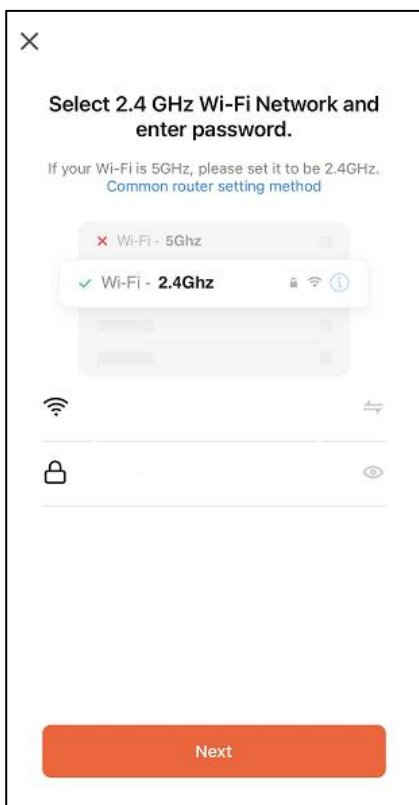 Select 2.4 GHz Wi-Fi Network and
enter password.
If your Wi-Fi is 5GHz, please set it to be 2.4GHz.
Common router setting method
Wi-Fi - 5Ghz
Wi-Fi - 2.4Ghz
Next